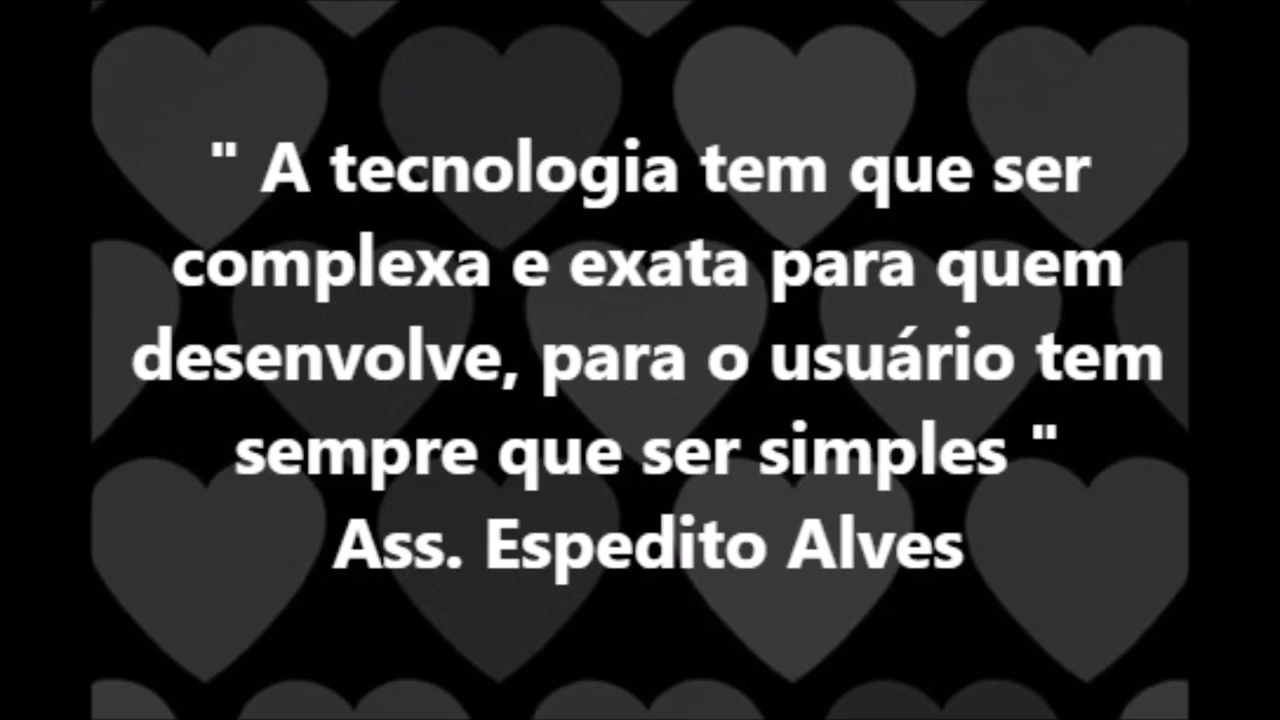 " A tecnologia tem que ser
complexa e exata para quem
desenvolve, para o usuário tem
sempre que ser simples "
Ass. Espedito Alves